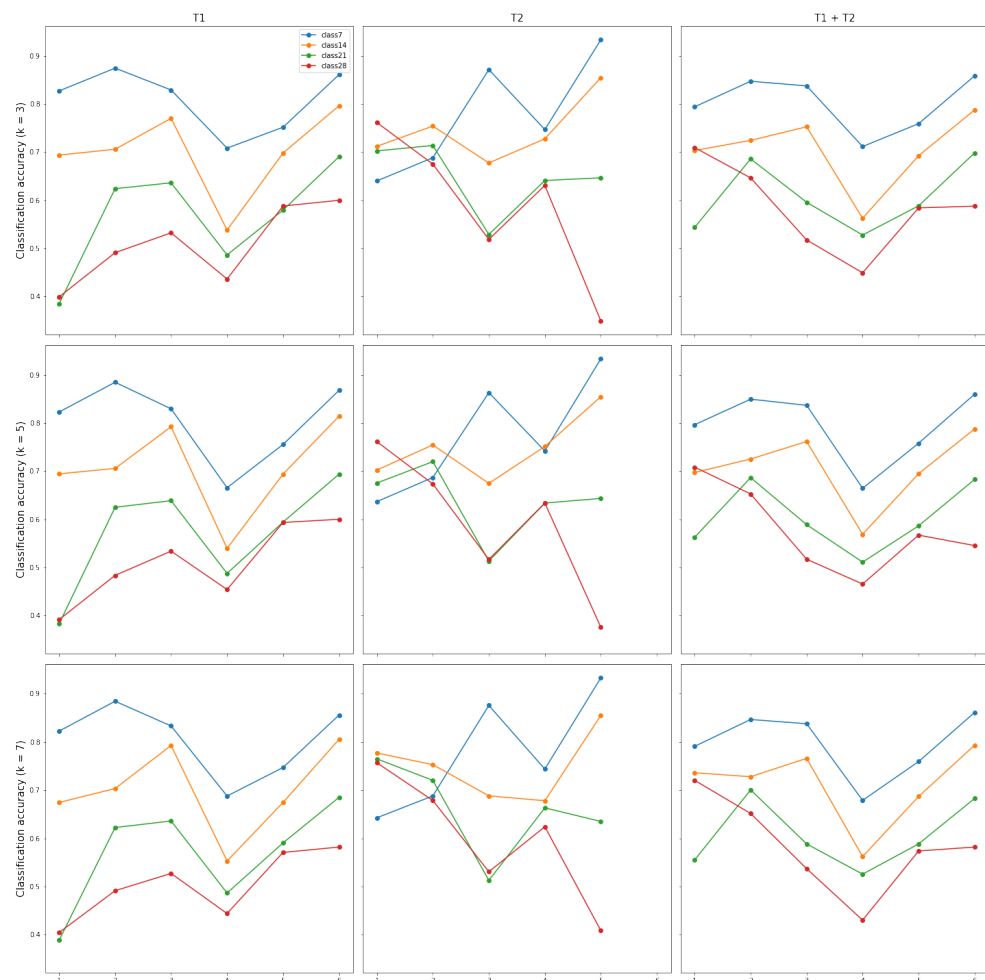 T1 T2 T1 + T2
class7
class14
class21
class28
Classification accuracy (k = 3)
0.9
0.8
0.7
0.6
0.5
0.4
Classification accuracy (k = 5)
0.9
0.8
0.7
0.6
0.5
0.4
Classification accuracy (k = 7)
0.9
0.8
0.7
0.6
0.5
0.4